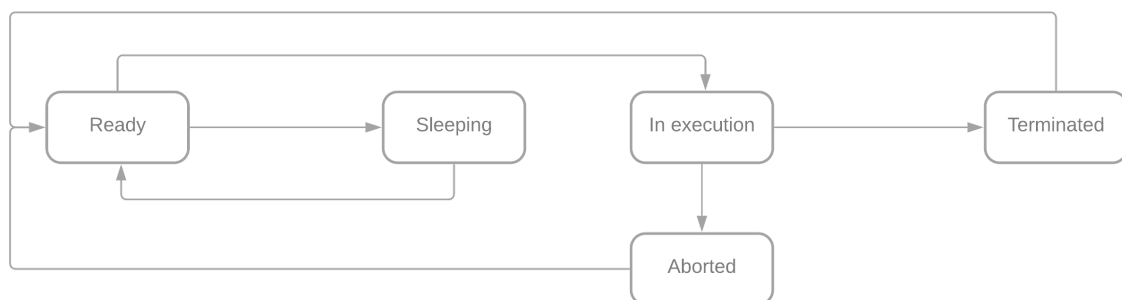 Ready
Sleeping
In execution
Terminated
Aborted